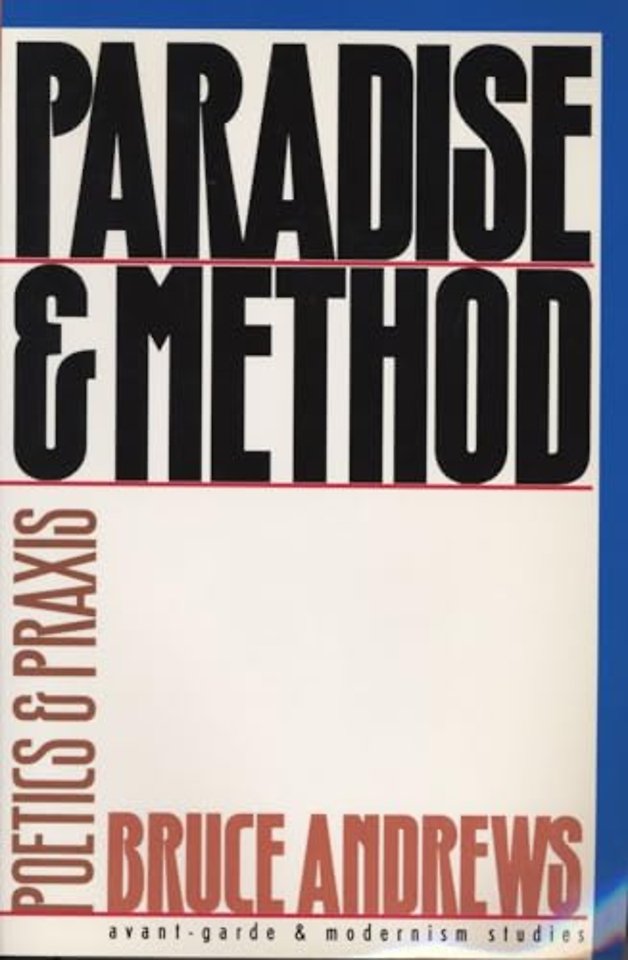 PARADISE
& METHOD
POETICS & PRAXIS
BRUCE ANDREWS
avant-garde & modernism studies